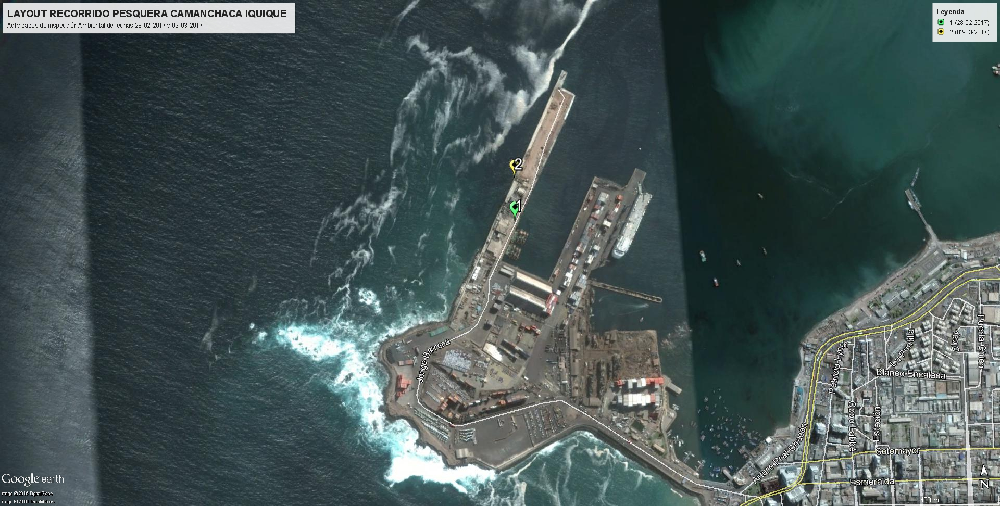 LAYOUT RECORRIDO PESQUERA CAMANCHACA IQUIQUE
Actividades de inspección Ambiental de fechas 28-02-2017 y 02-03-2017
Leyenda
1 (28-02-2017)
2 (02-03-2017)
2
1
Jorge Barrera
Puerta Chica
Olcay
La Puntilla
Patricio Lynch
Blanco Encalada
Obpo Labbé
Estación
Arturo Prat Chacón
Sotomayor
Esmeralda
N
400 m
Google earth
Image © 2016 DigitalGlobe
Image © 2016 TerraMetrics